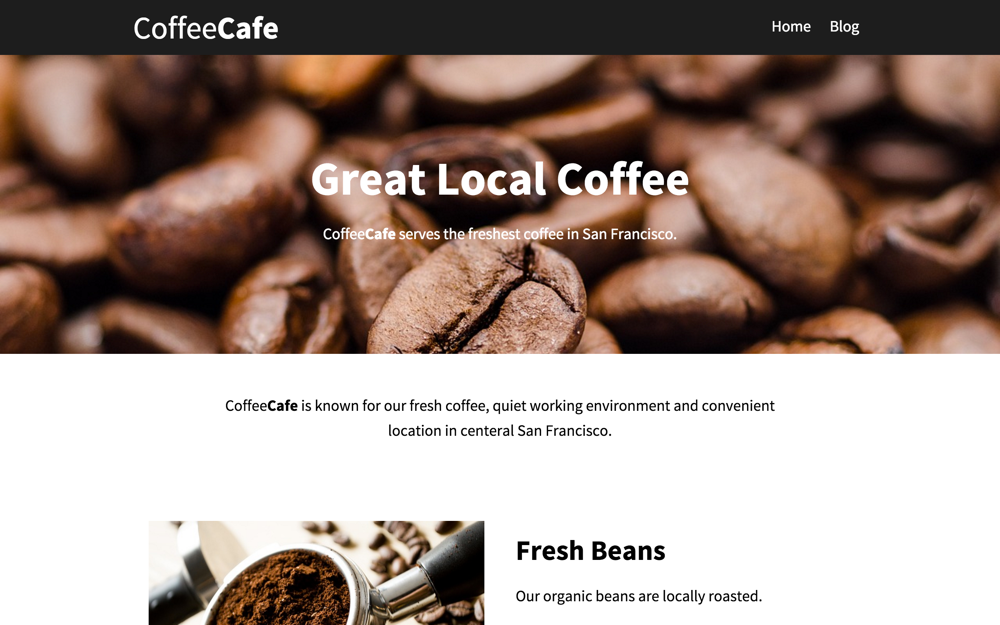 CoffeeCafe
Home Blog
Great Local Coffee
CoffeeCafe serves the freshest coffee in San Francisco.
CoffeeCafe is known for our fresh coffee, quiet working environment and convenient
location in centeral San Francisco.
Fresh Beans
Our organic beans are locally roasted.